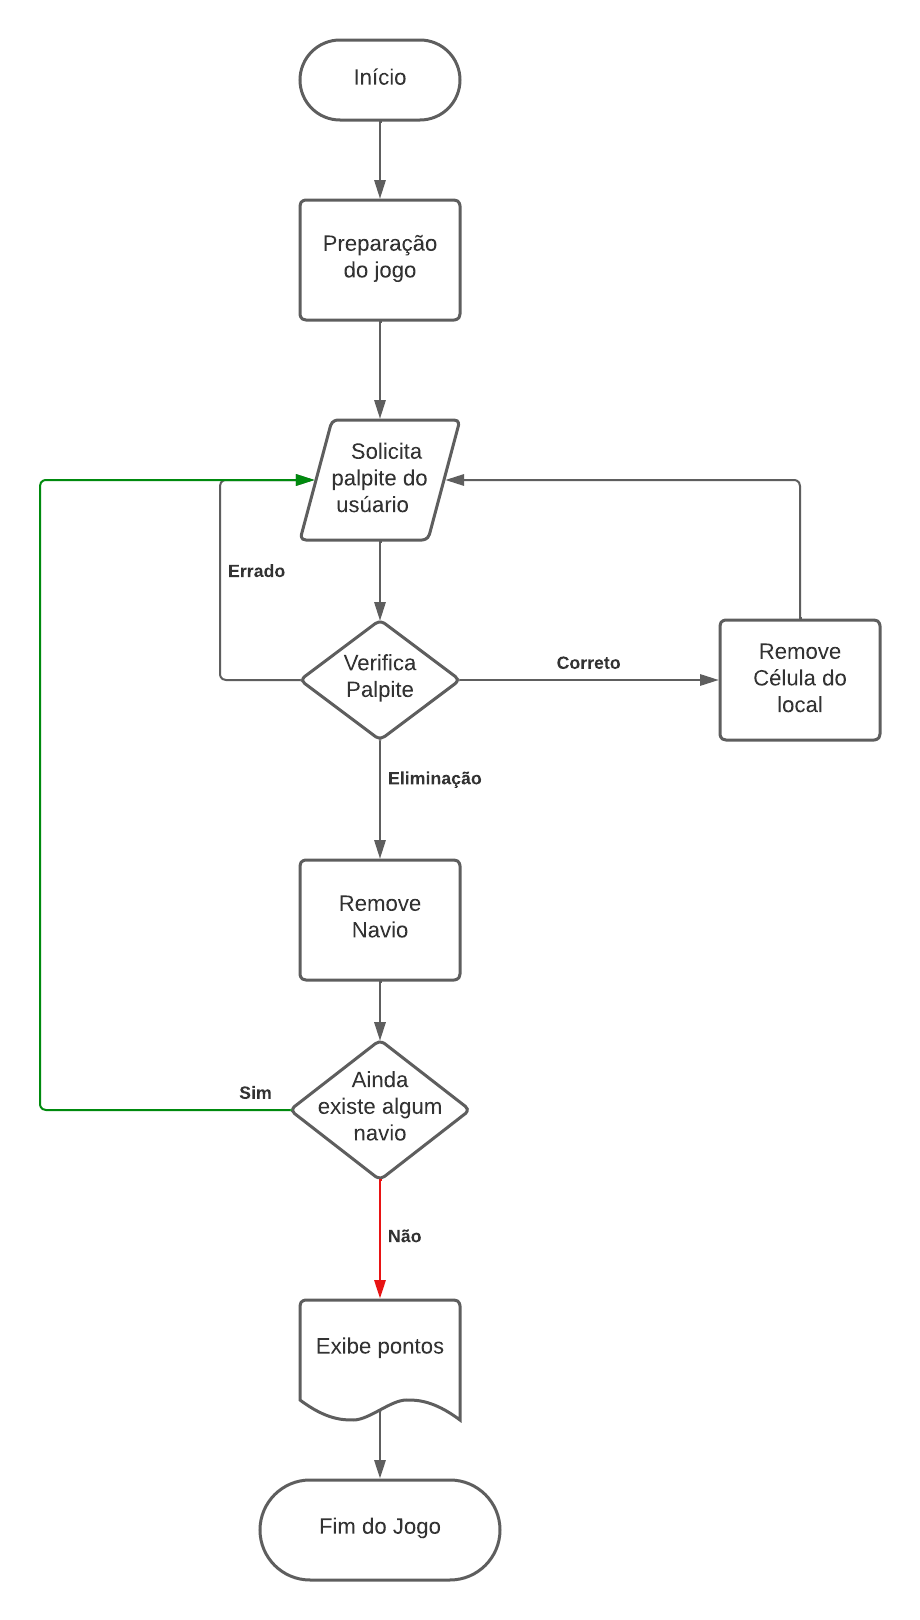 Início
Preparação
do jogo
Solicita
palpite do
usúario
Errado
Verifica
Palpite
Correto
Remove
Célula do
local
Eliminação
Remove
Navio
Ainda
existe algum
navio
Sim
Não
Exibe pontos
Fim do Jogo